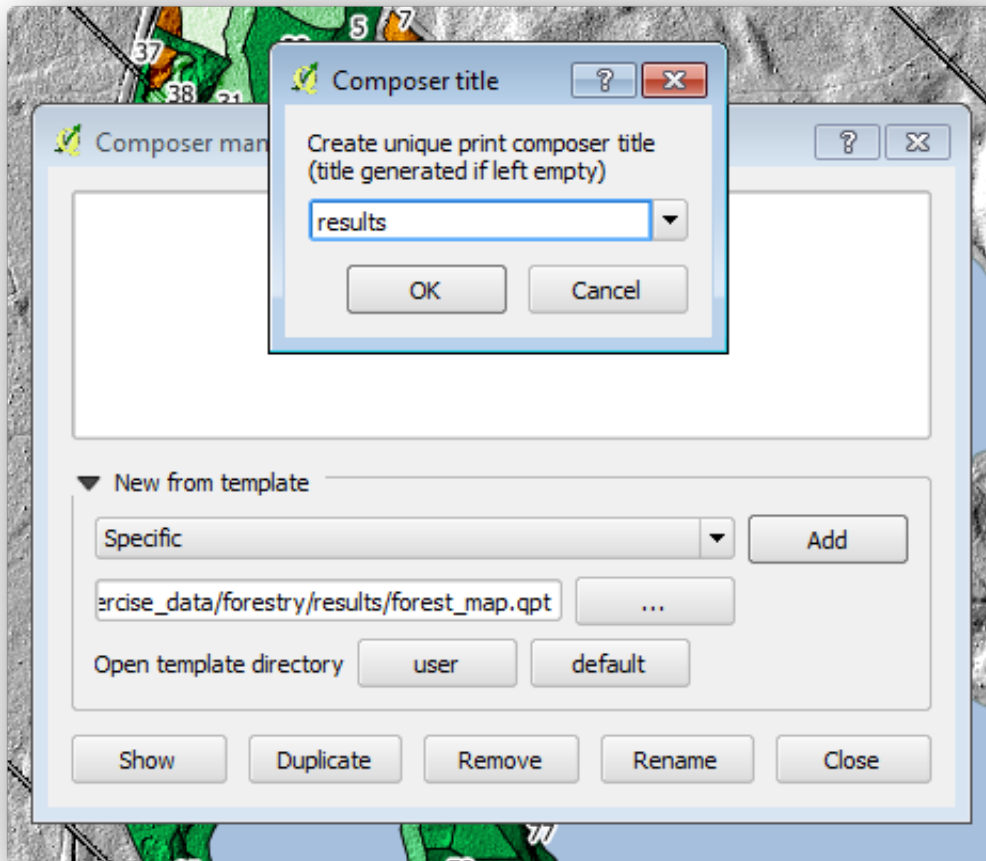 5
7
37
38
Composer title
Composer man
Create unique print composer title
(title generated if left empty)
results
OK
Cancel
New from template
Specific
Add
ercise_data/forestry/results/forest_map.qpt
...
Open template directory
user
default
Show
Duplicate
Remove
Rename
Close